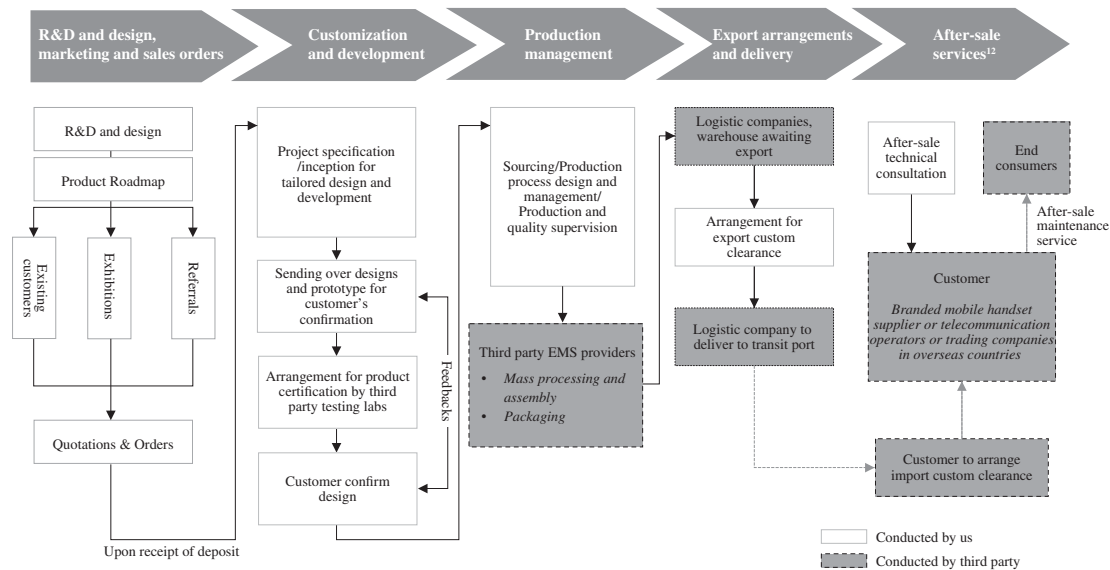 R&D and design,
marketing and sales orders
Customization
and development
Production
management
Export arrangements
and delivery
After-sale
services12
R&D and design
Product Roadmap
Existing
customers
Exhibitions
Referrals
Quotations & Orders
Upon receipt of deposit
Project specification
/inception for
tailored design and
development
Sending over designs
and prototype for
customer's
confirmation
Arrangement for product
certification by third
party testing labs
Customer confirm
design
Feedbacks
Sourcing/Production
process design and
management/
Production and
quality supervision
Third party EMS providers
• Mass processing and
assembly
• Packaging
Logistic companies,
warehouse awaiting
export
Arrangement for
export custom
clearance
Logistic company to
deliver to transit port
After-sale
technical
consultation
End
consumers
After-sale
maintenance
service
Customer
Branded mobile handset
supplier or telecommunication
operators or trading companies
in overseas countries
Customer to arrange
import custom clearance
Conducted by us
Conducted by third party